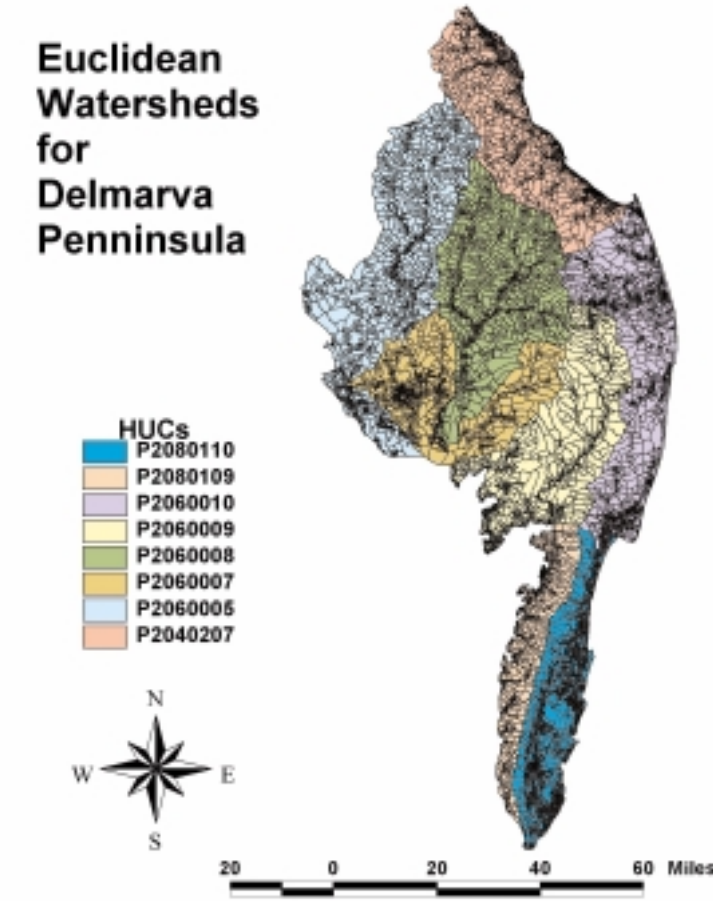 Euclidean
Watersheds
for
Delmarva
Penninsula
HUCs
P2080110
P2080109
P2060010
P2060009
P2060008
P2060007
P2060005
P2040207
N
W E
S
20 0 20 40 60 Miles